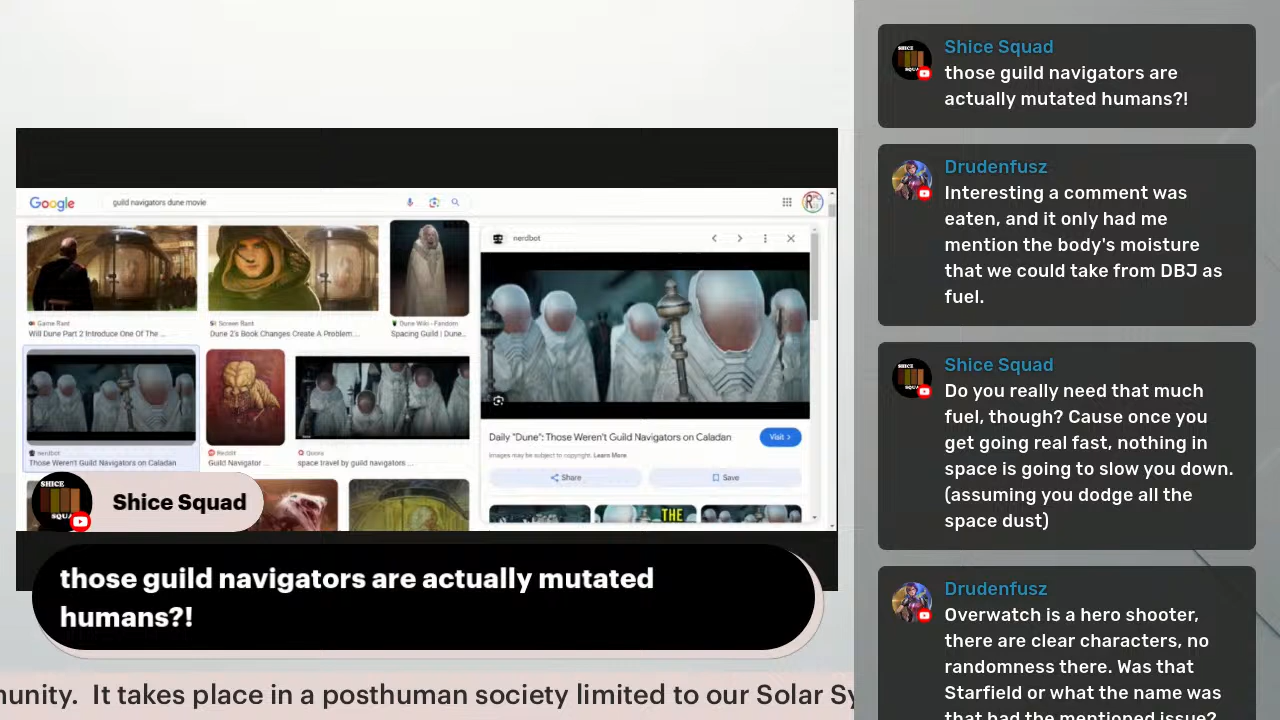 Google
guild navigators dune movie
nerdbot
Game Rant
Will Dune Part 2 Introduce One Of The ...
Screen Rant
Dune 2's Book Changes Create A Problem...
Dune Wiki - Fandom
Spacing Guild | Dune...
nerdbot
Those Weren't Guild Navigators on Caladan
Reddit
Guild Navigator ...
Quora
space travel by guild navigators ...
Daily "Dune": Those Weren't Guild Navigators on Caladan
Visit >
Images may be subject to copyright. Learn More
Share
Save
THE
SHICE
Shice Squad
those guild navigators are actually mutated
humans?!
nunity. It takes place in a posthuman society limited to our Solar Sy
Shice Squad
those guild navigators are
actually mutated humans?!
Drudenfusz
Interesting a comment was
eaten, and it only had me
mention the body's moisture
that we could take from DBJ as
fuel.
Shice Squad
Do you really need that much
fuel, though? Cause once you
get going real fast, nothing in
space is going to slow you down.
(assuming you dodge all the
space dust)
Drudenfusz
Overwatch is a hero shooter,
there are clear characters, no
randomness there. Was that
Starfield or what the name was
that had the mentioned issue?